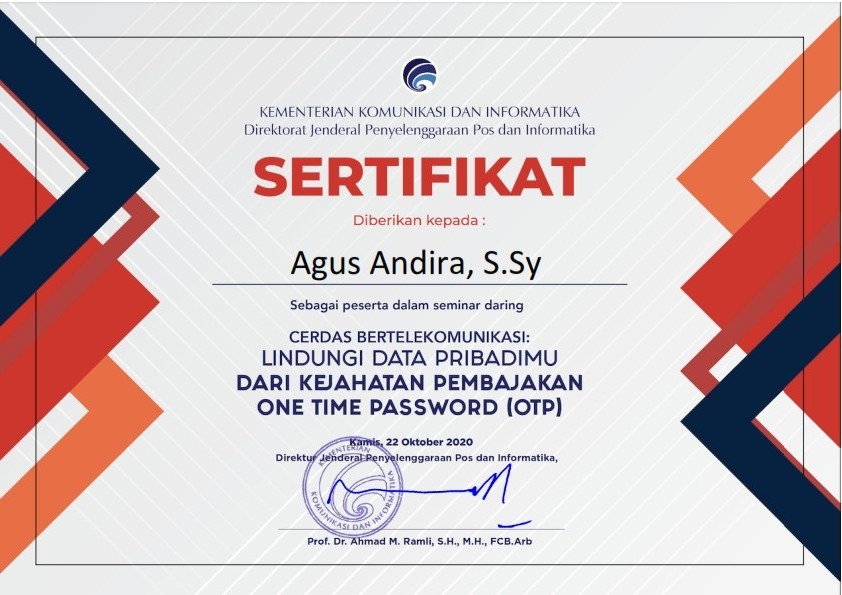 KEMENTERIAN KOMUNIKASI DAN INFORMATIKA
Direktorat Jenderal Penyelenggaraan Pos dan Informatika
SERTIFIKAT
Diberikan kepada :
Agus Andira, S.Sy
Sebagai peserta dalam seminar daring
CERDAS BERTELEKOMUNIKASI:
LINDUNGI DATA PRIBADIMU
DARI KEJAHATAN PEMBAJAKAN
ONE TIME PASSWORD (OTP)
Kamis, 22 Oktober 2020
Direktur Jenderal Penyelenggaraan Pos dan Informatika,
KEMENTERIAN
KOMUNIKASI DAN INFORMATIKA
Prof. Dr. Ahmad M. Ramli, S.H., M.H., FCB.Arb